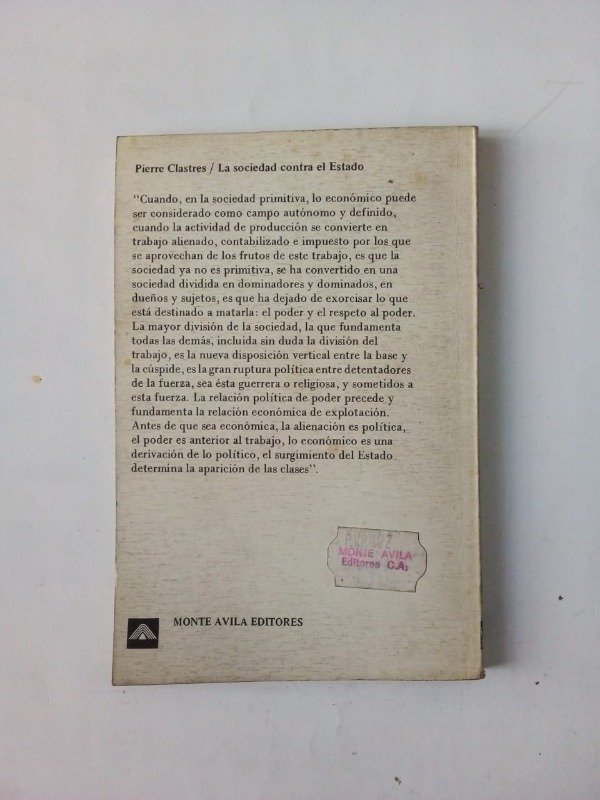 Pierre Clastres / La sociedad contra el Estado
"Cuando, en la sociedad primitiva, lo económico puede
ser considerado como campo autónomo y definido,
cuando la actividad de producción se convierte en
trabajo alienado, contabilizado e impuesto por los que
se aprovechan de los frutos de este trabajo, es que la
sociedad ya no es primitiva, se ha convertido en una
sociedad dividida en dominadores y dominados, en
dueños y sujetos, es que ha dejado de exorcisar lo que
está destinado a matarla: el poder y el respeto al poder.
La mayor división de la sociedad, la que fundamenta
todas las demás, incluida sin duda la división del
trabajo, es la nueva disposición vertical entre la base y
la cúspide, es la gran ruptura política entre detentadores
de la fuerza, sea ésta guerrera o religiosa, y sometidos a
esta fuerza. La relación política de poder precede y
fundamenta la relación económica de explotación.
Antes de que sea económica, la alienación es política,
el poder es anterior al trabajo, lo económico es una
derivación de lo político, el surgimiento del Estado
determina la aparición de las clases".
MONTE AVILA
Editores C.A.
MONTE AVILA EDITORES